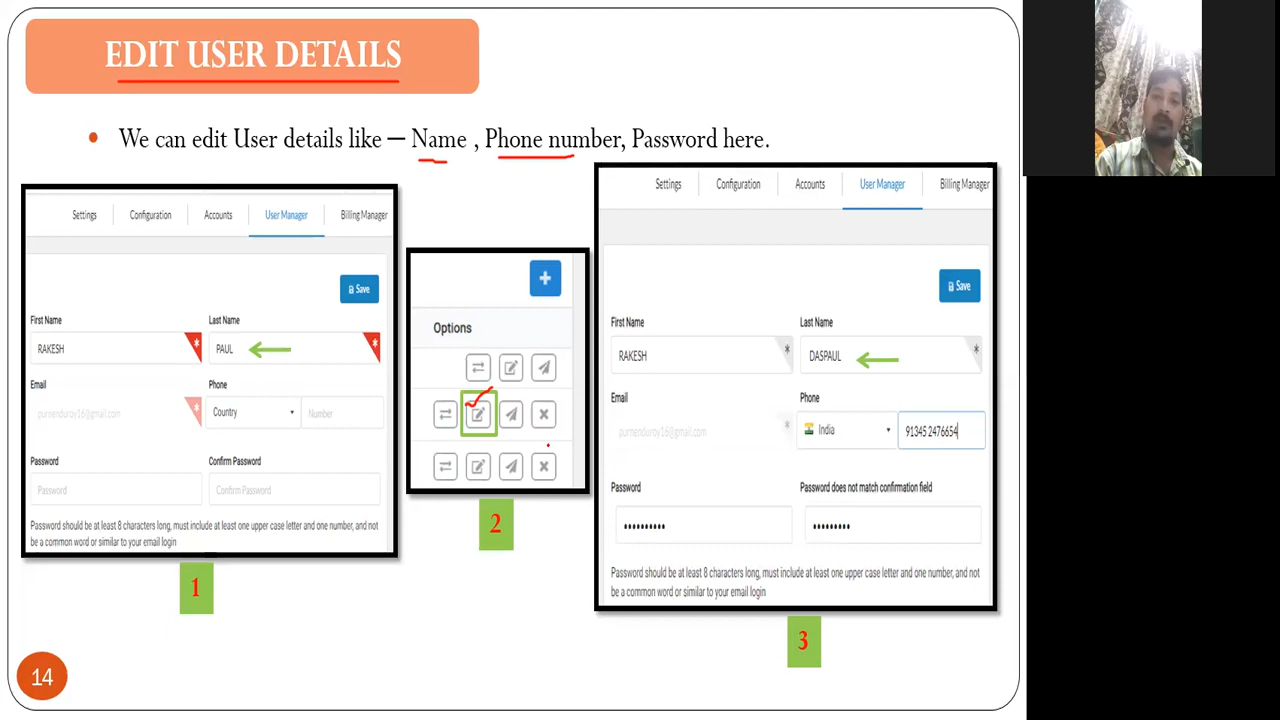 EDIT USER DETAILS
• We can edit User details like – Name , Phone number, Password here.
Settings Configuration Accounts User Manager Billing Manager
Save
First Name Last Name
RAKESH * PAUL *
Email Phone
purnenduroy16@gmail.com * Country Number
Password Confirm Password
Password Confirm Password
Password should be at least 8 characters long, must include at least one upper case letter and one number, and not
be a common word or similar to your email login
1
Options
2
Settings Configuration Accounts User Manager Billing Manager
Save
First Name Last Name
RAKESH * DASPAUL *
Email Phone
purnenduroy16@gmail.com * India 91345 2476654
Password Password does not match confirmation field
•••••••••• •••••••••
Password should be at least 8 characters long, must include at least one upper case letter and one number, and not
be a common word or similar to your email login
3
14